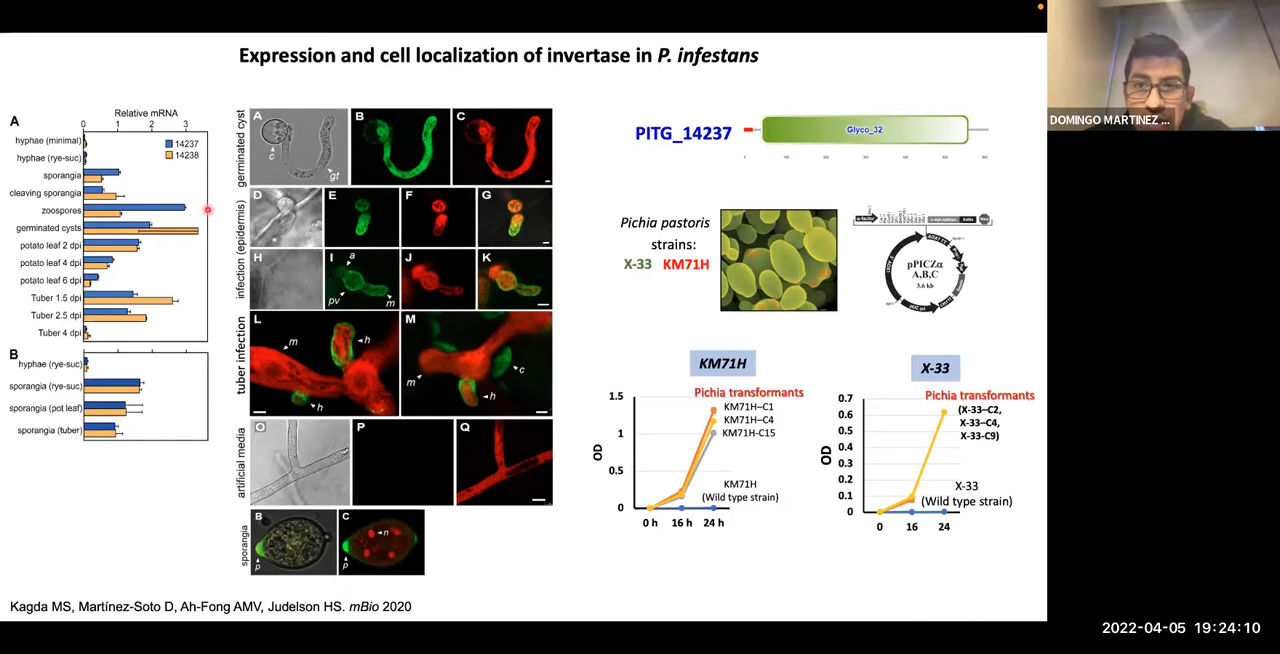 Expression and cell localization of invertase in P. infestans
DOMINGO MARTINEZ ...
A
Relative mRNA
0 1 2 3
14237
14238
hyphae (minimal)
hyphae (rye-suc)
sporangia
cleaving sporangia
zoospores
germinated cysts
potato leaf 2 dpi
potato leaf 4 dpi
potato leaf 6 dpi
Tuber 1.5 dpi
Tuber 2.5 dpi
Tuber 4 dpi
B
hyphae (rye-suc)
sporangia (rye-suc)
sporangia (pot leaf)
sporangia (tuber)
germinated cyst
A B C
c gt
infection (epidermis)
D E F G
H I J K
a
pv m
tuber infection
L M
m h h
m c h
artificial media
O P Q
sporangia
B C
p
n
p
PITG_14237
Glyco_32
Pichia pastoris
strains:
X-33 KM71H
pPICZα
A,B,C
3.6 kb
KM71H
Pichia transformants
KM71H–C1
KM71H–C4
KM71H-C15
KM71H
(Wild type strain)
OD
1.5
1
0.5
0
0 h 16 h 24 h
X-33
Pichia transformants
(X-33–C2,
X-33–C4,
X-33-C9)
X-33
(Wild type strain)
OD
0.7
0.6
0.5
0.4
0.3
0.2
0.1
0
0 16 24
Kagda MS, Martínez-Soto D, Ah-Fong AMV, Judelson HS. mBio 2020
2022-04-05 19:24:10